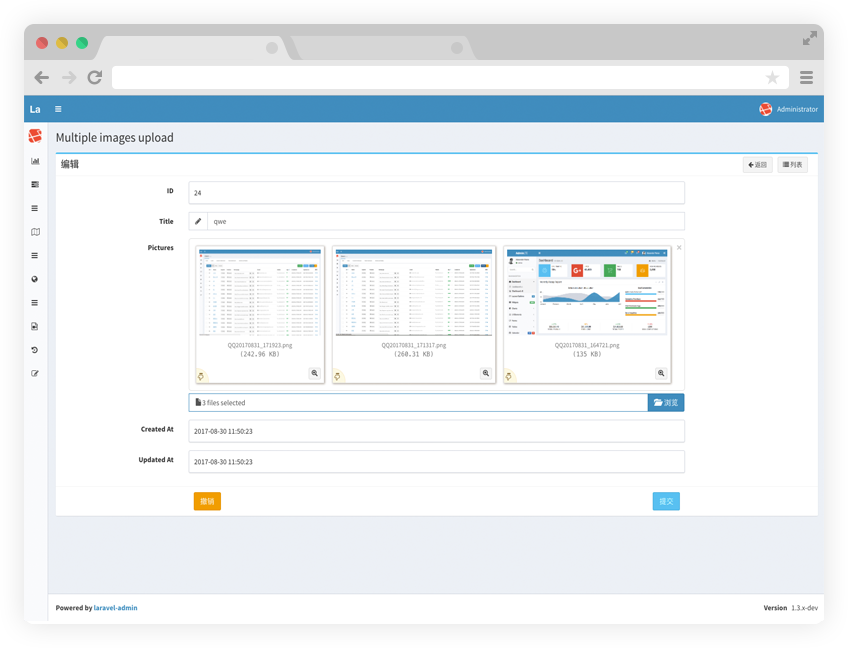 La
Administrator
Multiple images upload
编辑
返回
列表
ID
24
Title
qwe
Pictures
QQ20170831_171923.png
(242.96 KB)
QQ20170831_171317.png
(260.31 KB)
QQ20170831_164721.png
(135 KB)
3 files selected
浏览
Created At
2017-08-30 11:50:23
Updated At
2017-08-30 11:50:23
撤销
提交
Powered by laravel-admin
Version 1.3.x-dev